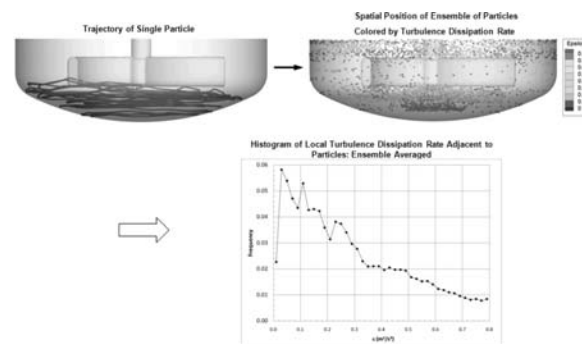 Trajectory of Single Particle
Spatial Position of Ensemble of Particles
Colored by Turbulence Dissipation Rate
Histogram of Local Turbulence Dissipation Rate Adjacent to
Particles: Ensemble Averaged
0.06
0.05
0.04
0.03
0.02
0.01
0.00
Frequency
0.0 0.1 0.2 0.3 0.4 0.5 0.6 0.7 0.8